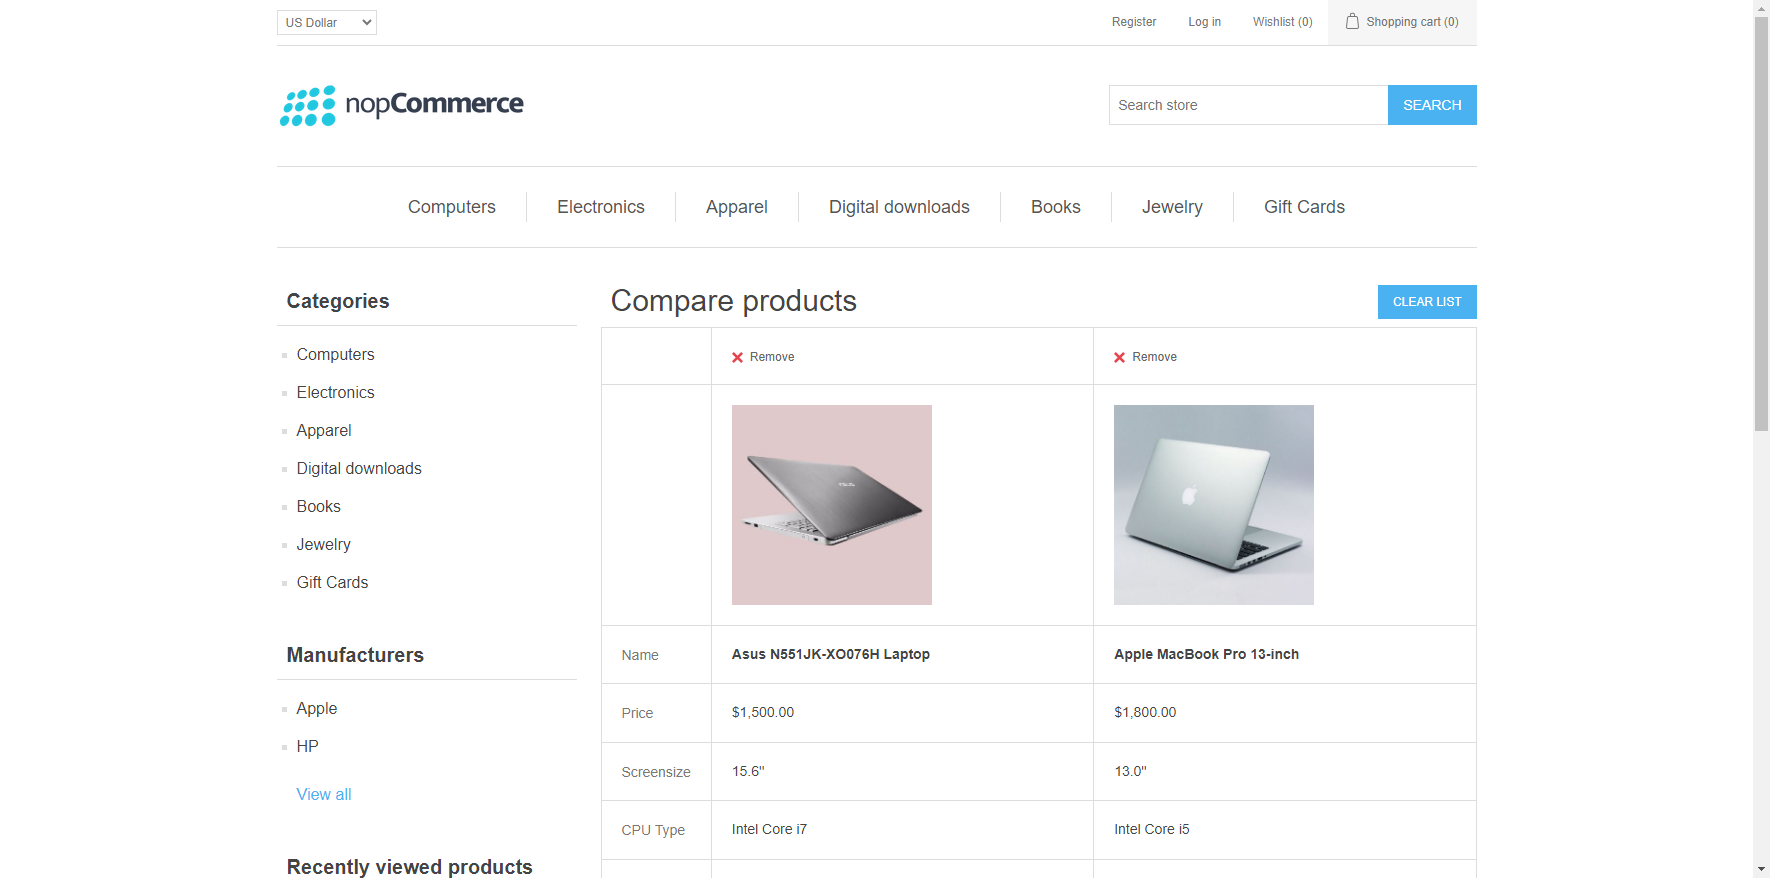 US Dollar
Register
Log in
Wishlist (0)
Shopping cart (0)
nopCommerce
Search store
SEARCH
Computers
Electronics
Apparel
Digital downloads
Books
Jewelry
Gift Cards
Categories
Computers
Electronics
Apparel
Digital downloads
Books
Jewelry
Gift Cards
Manufacturers
Apple
HP
View all
Recently viewed products
Compare products
CLEAR LIST
Remove
Remove
ASUS
Name
Asus N551JK-XO076H Laptop
Apple MacBook Pro 13-inch
Price
$1,500.00
$1,800.00
Screensize
15.6"
13.0"
CPU Type
Intel Core i7
Intel Core i5